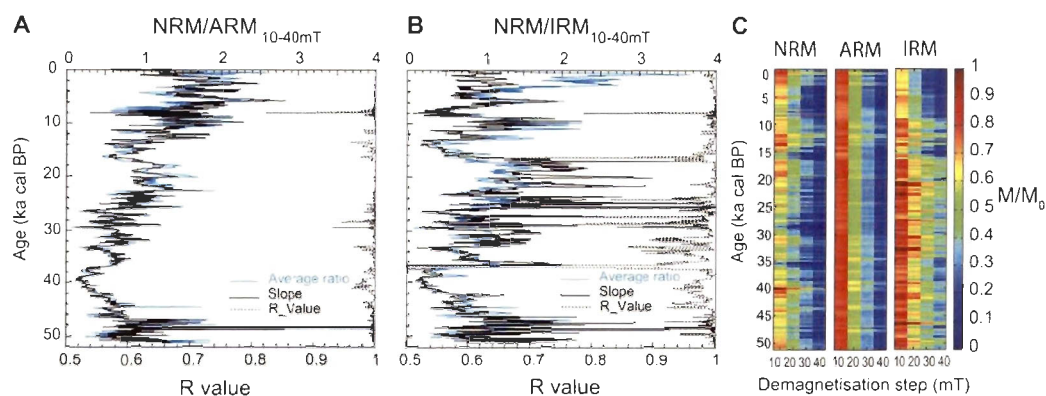 A
NRM/ARM 10-40mT
0 1 2 3 4
0
10
20
30
40
50
Age (ka cal BP)
Average ratio
Slope
R_Value
0.5 0.6 0.7 0.8 0.9 1
R value
B
NRM/IRM 10-40mT
0 1 2 3 4
Average ratio
Slope
R_Value
0.5 0.6 0.7 0.8 0.9 1
R value
C
NRM ARM IRM
0
5
10
15
20
25
30
35
40
45
50
Age (ka cal BP)
10 20 30 40 10 20 30 40 10 20 30 40
Demagnetisation step (mT)
1
0.9
0.8
0.7
0.6
0.5
0.4
0.3
0.2
0.1
0
M/M0